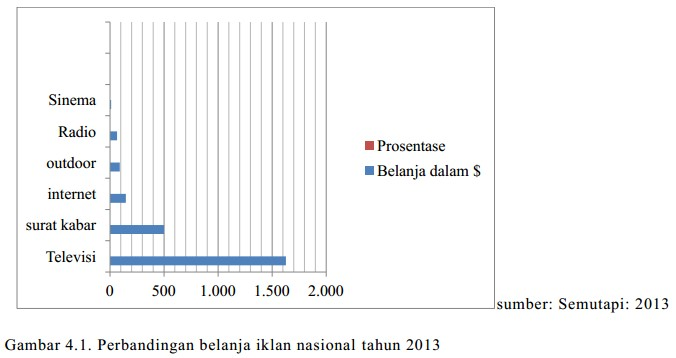 Sinema
Radio
outdoor
internet
surat kabar
Televisi
0 500 1.000 1.500 2.000
Prosentase
Belanja dalam $
sumber: Semutapi: 2013
Gambar 4.1. Perbandingan belanja iklan nasional tahun 2013